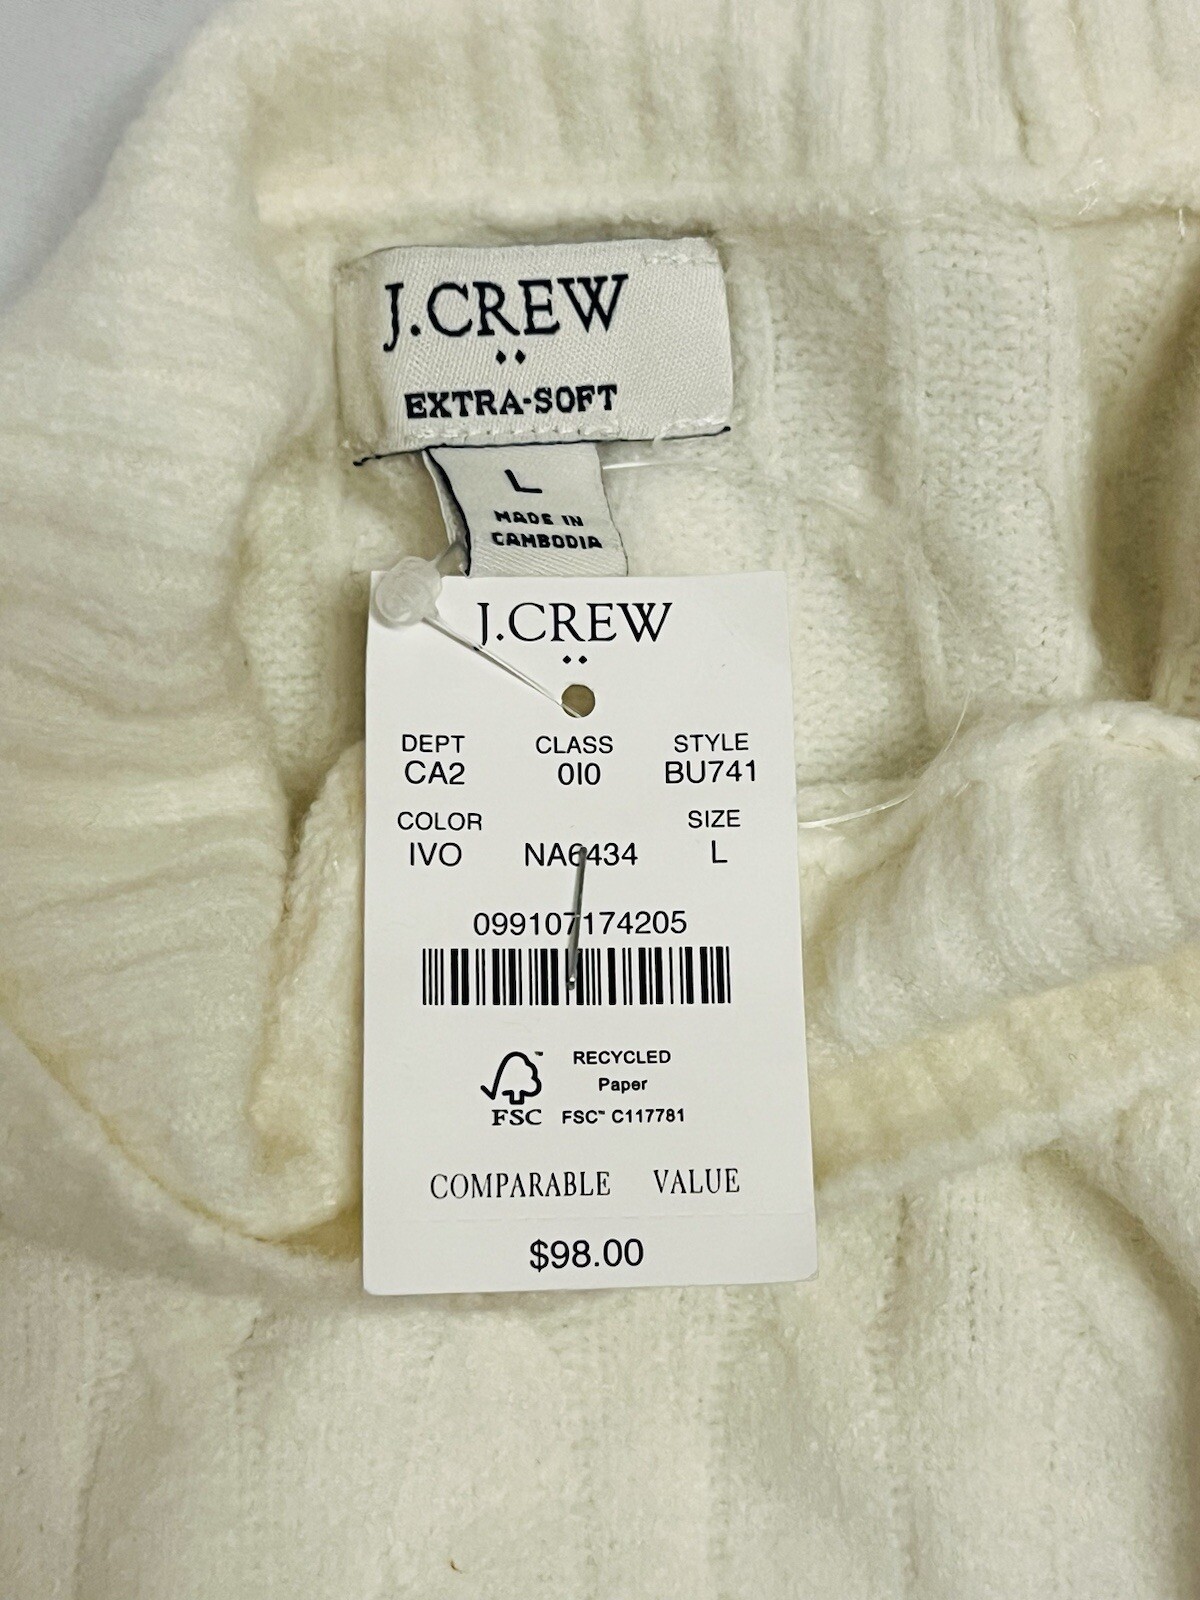 J.CREW
EXTRA-SOFT
L
MADE IN
CAMBODIA
J.CREW
DEPT CLASS STYLE
CA2 010 BU741
COLOR SIZE
IVO NA6434 L
099107174205
RECYCLED
Paper
FSC FSC™ C117781
COMPARABLE VALUE
$98.00